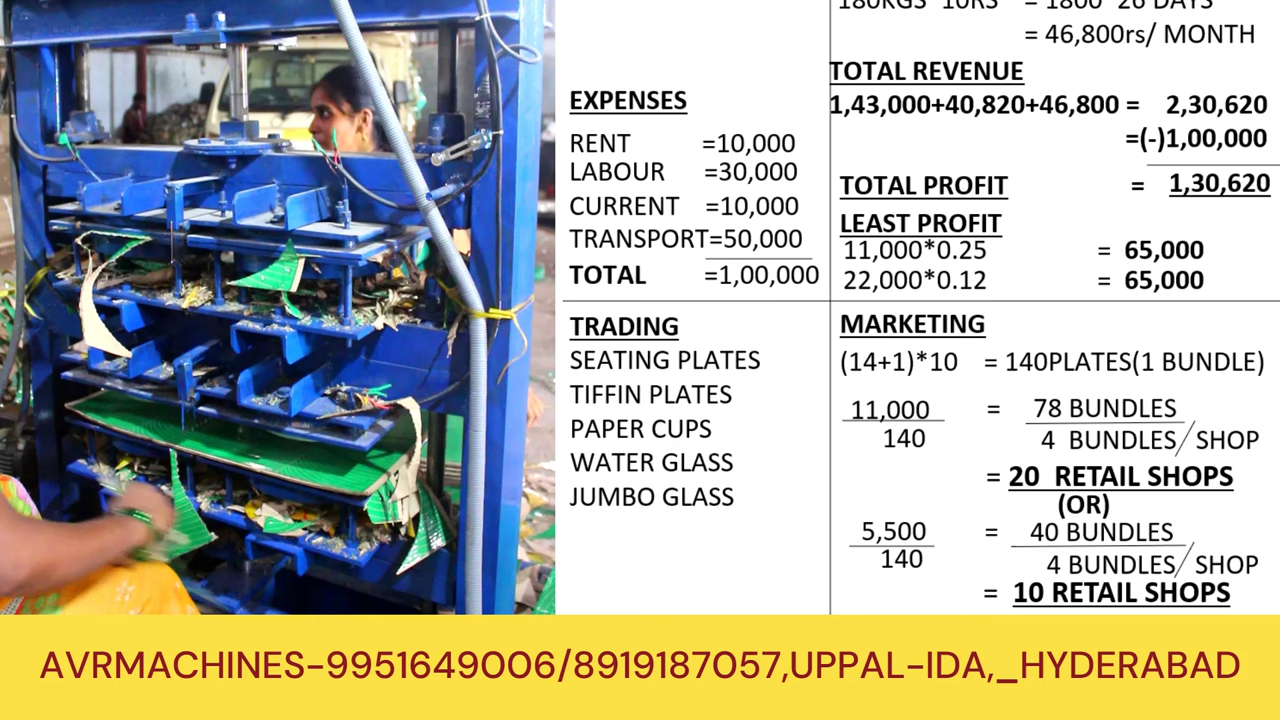 EXPENSES
RENT =10,000
LABOUR =30,000
CURRENT =10,000
TRANSPORT=50,000
TOTAL =1,00,000
TRADING
SEATING PLATES
TIFFIN PLATES
PAPER CUPS
WATER GLASS
JUMBO GLASS
180KGS*10RS = 1800*26 DAYS
= 46,800rs/ MONTH
TOTAL REVENUE
1,43,000+40,820+46,800 = 2,30,620
=(-)1,00,000
TOTAL PROFIT = 1,30,620
LEAST PROFIT
11,000*0.25 = 65,000
22,000*0.12 = 65,000
MARKETING
(14+1)*10 = 140PLATES(1 BUNDLE)
11,000 = 78 BUNDLES
140 4 BUNDLES/SHOP
= 20 RETAIL SHOPS
(OR)
5,500 = 40 BUNDLES
140 4 BUNDLES/SHOP
= 10 RETAIL SHOPS
AVRMACHINES-9951649006/8919187057,UPPAL-IDA,_HYDERABAD